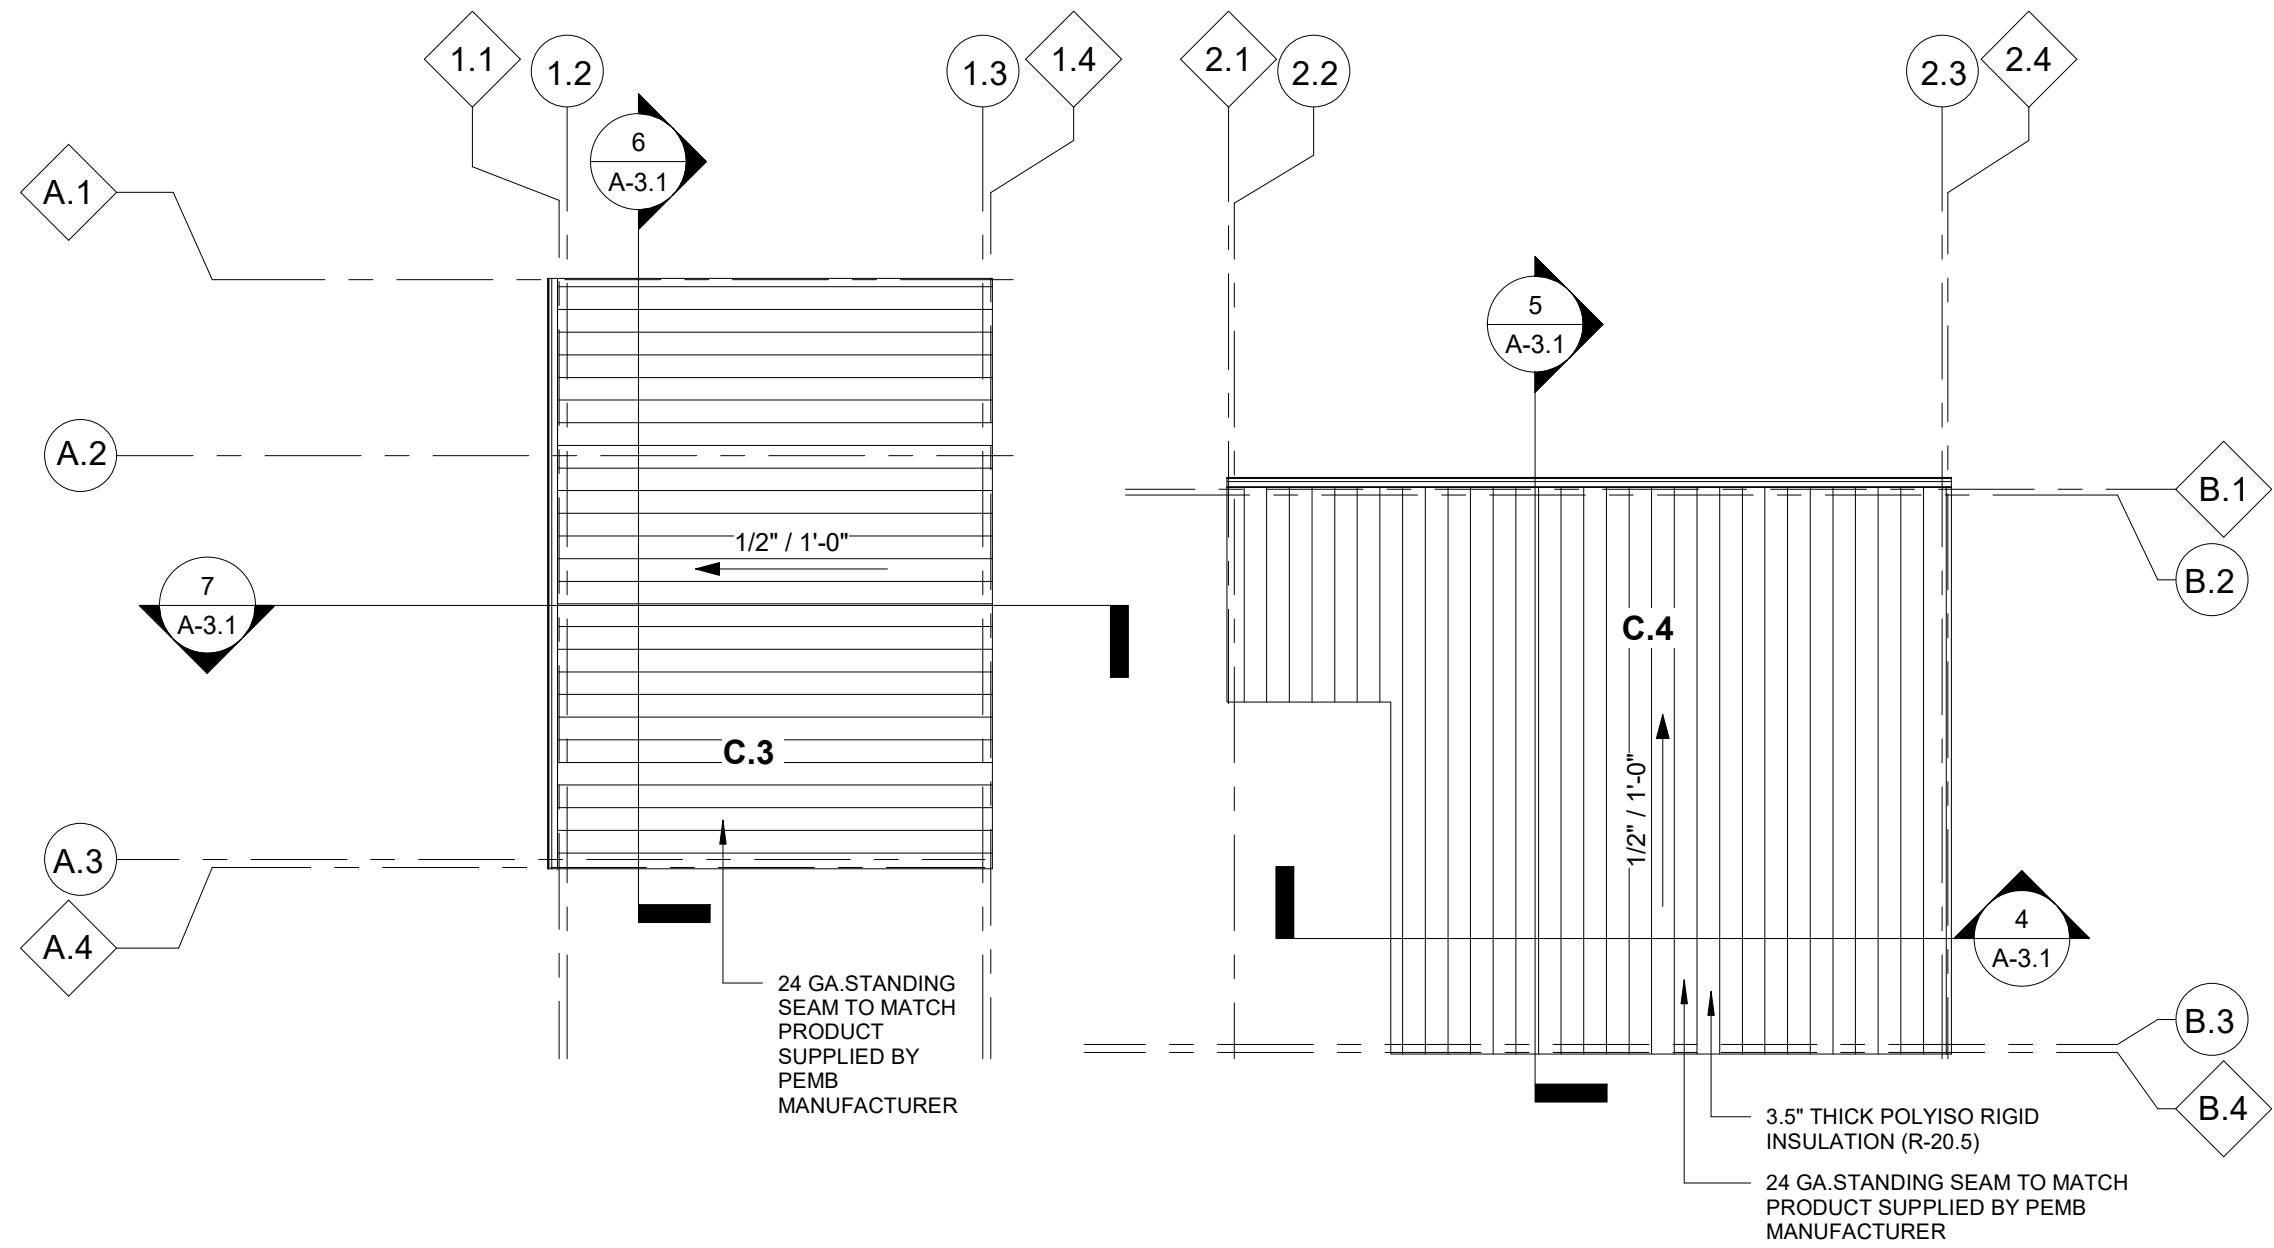 1.1
1.2
1.3
1.4
2.1
2.2
2.3
2.4
6
A-3.1
A.1
5
A-3.1
A.2
B.1
1/2" / 1'-0"
7
A-3.1
B.2
C.4
C.3
1/2" / 1'-0"
A.3
4
A-3.1
A.4
24 GA.STANDING
SEAM TO MATCH
PRODUCT
SUPPLIED BY
PEMB
MANUFACTURER
B.3
B.4
3.5" THICK POLYISO RIGID
INSULATION (R-20.5)
24 GA.STANDING SEAM TO MATCH
PRODUCT SUPPLIED BY PEMB
MANUFACTURER